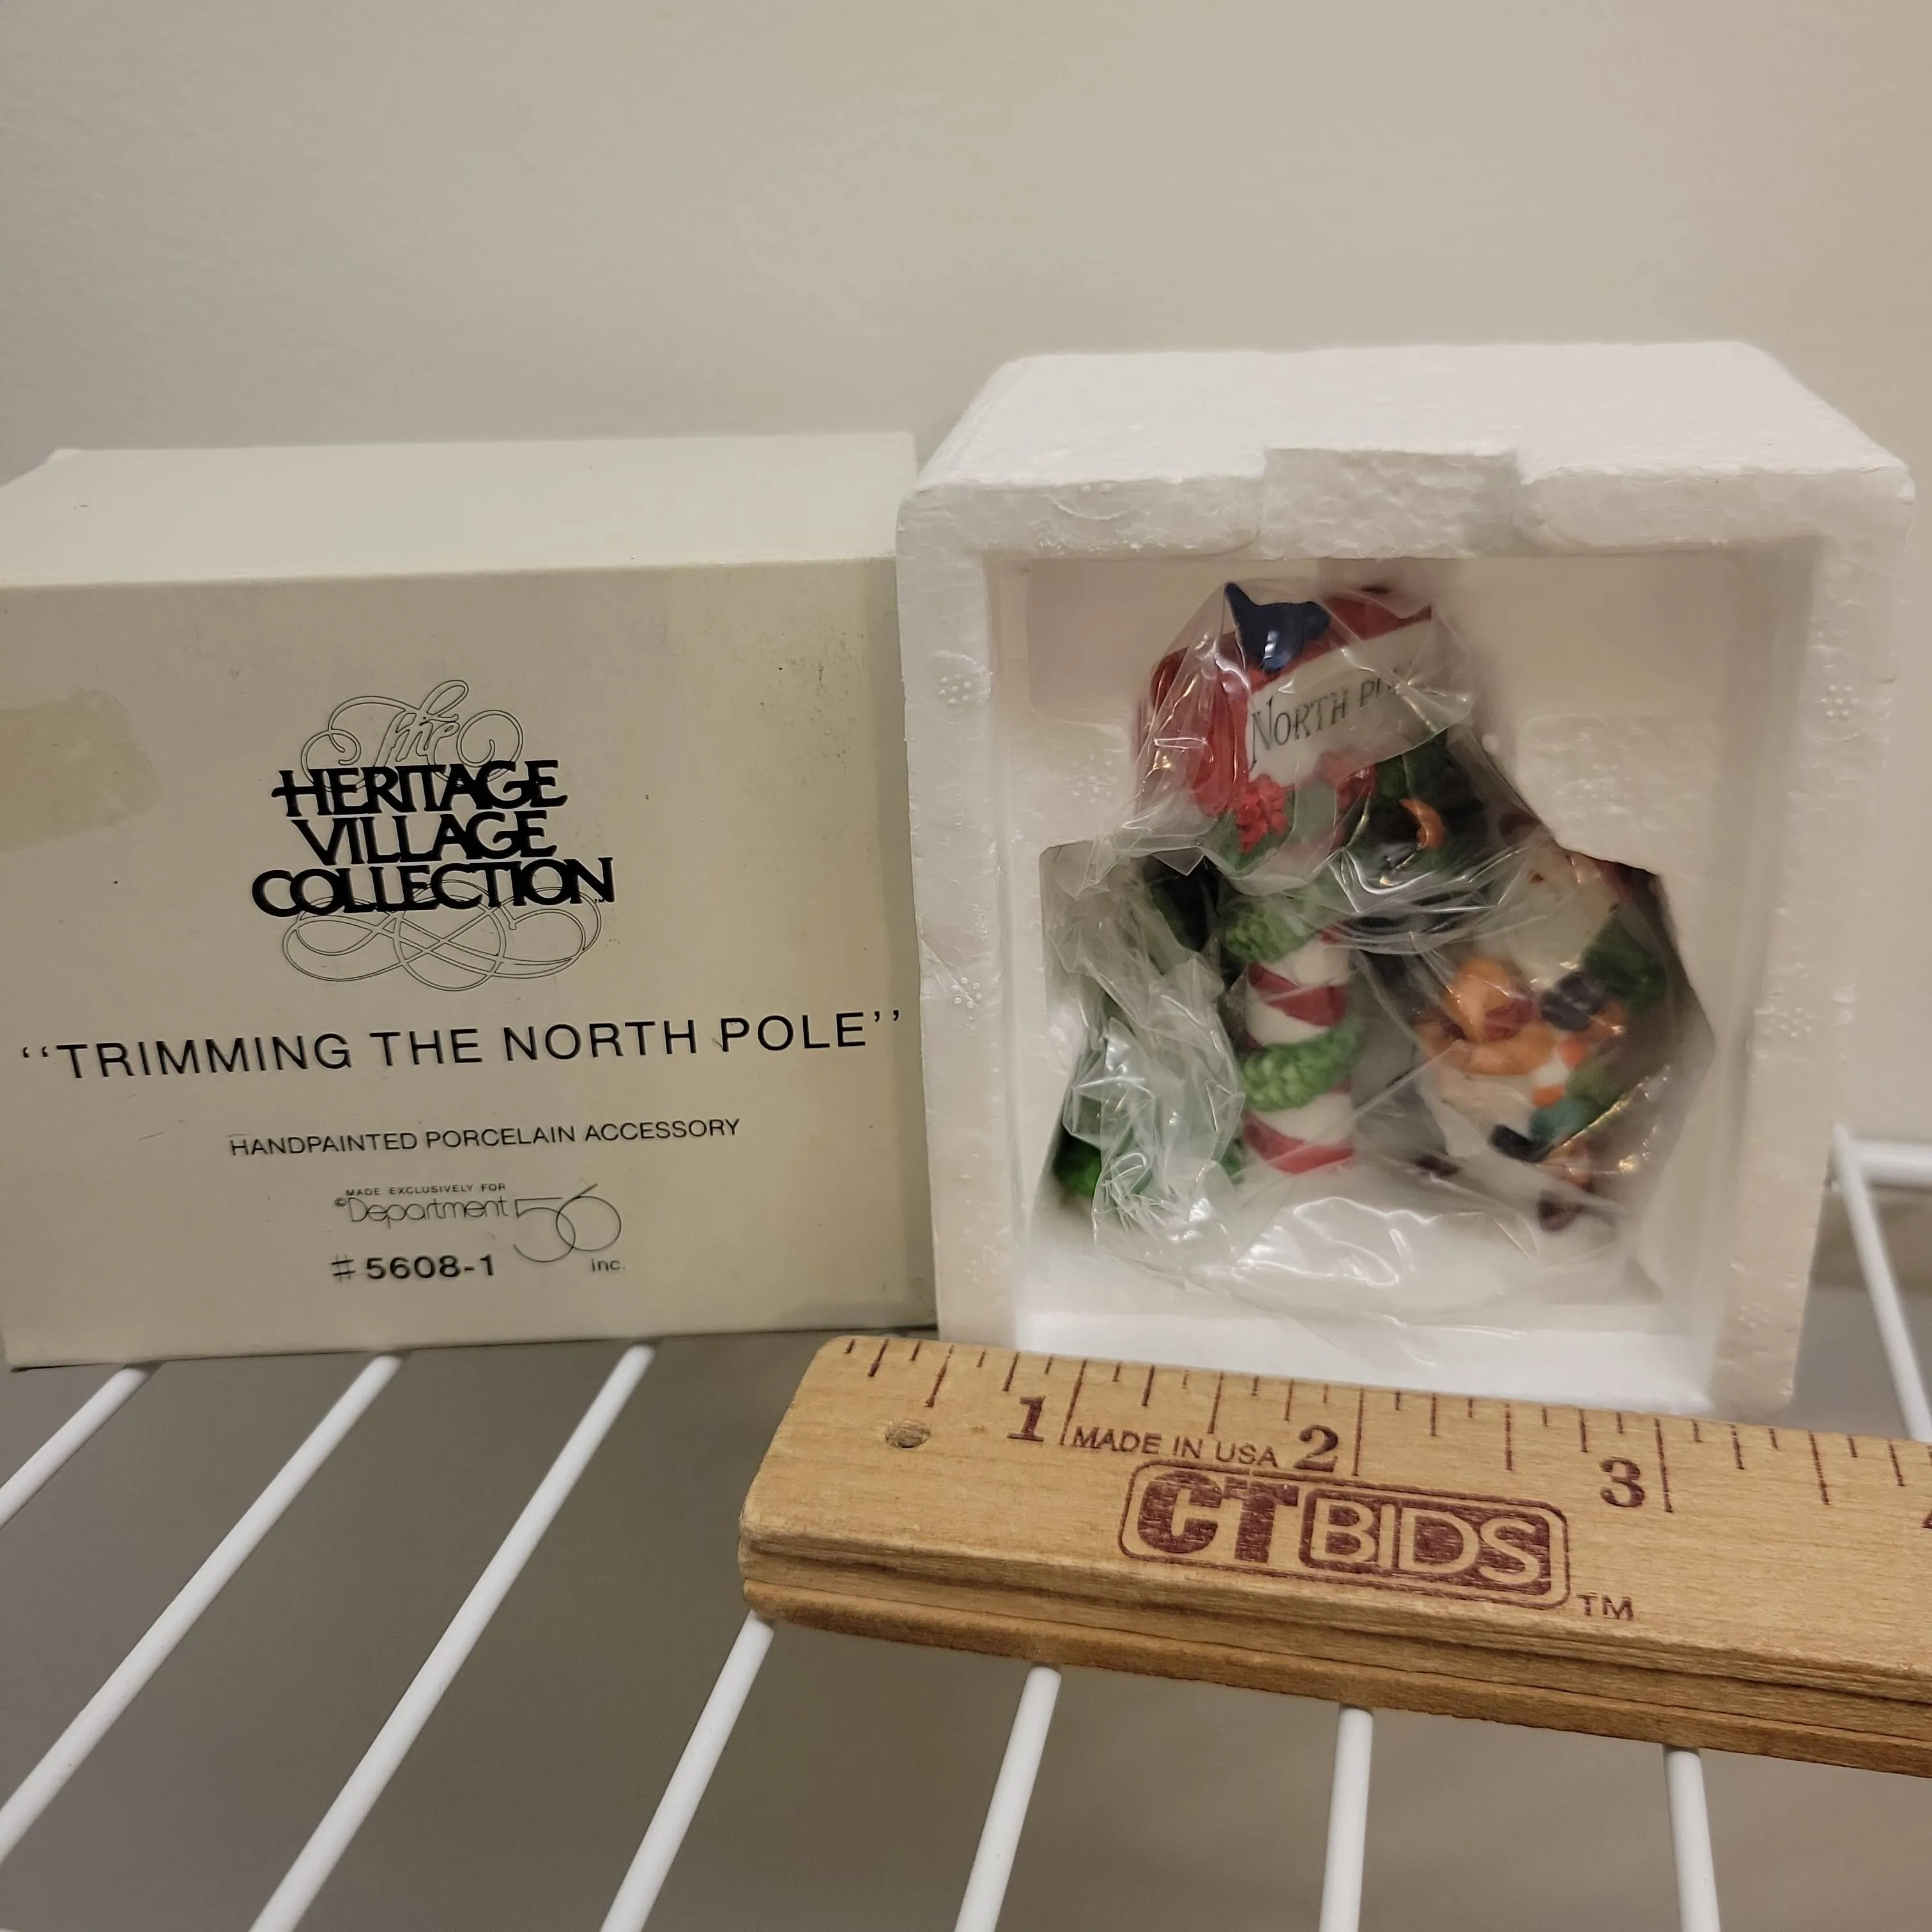 The
HERITAGE
VILLAGE
COLLECTION
‘‘TRIMMING THE NORTH POLE’’
HANDPAINTED PORCELAIN ACCESSORY
MADE EXCLUSIVELY FOR
©Department 56
# 5608-1
inc.
NORTH
1 MADE IN USA 2 3
CTBIDS
TM